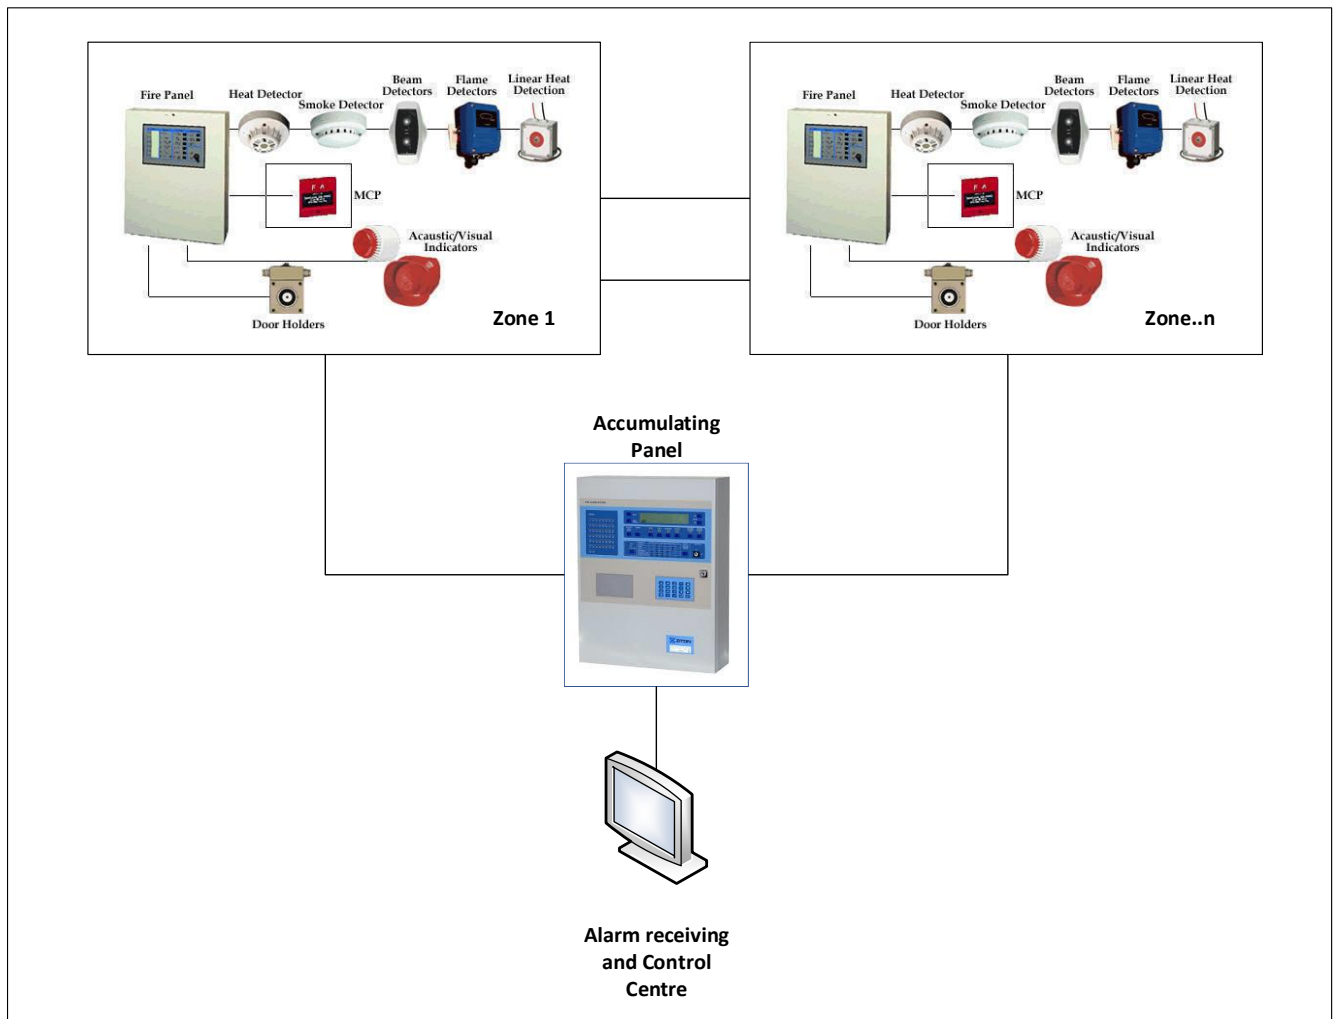 Fire Panel
Heat Detector
Smoke Detector
Beam
Detectors
Flame
Detectors
Linear Heat
Detection
MCP
Acaustic/Visual
Indicators
Door Holders
Zone 1
Fire Panel
Heat Detector
Smoke Detector
Beam
Detectors
Flame
Detectors
Linear Heat
Detection
MCP
Acaustic/Visual
Indicators
Door Holders
Zone..n
Accumulating
Panel
Alarm receiving
and Control
Centre